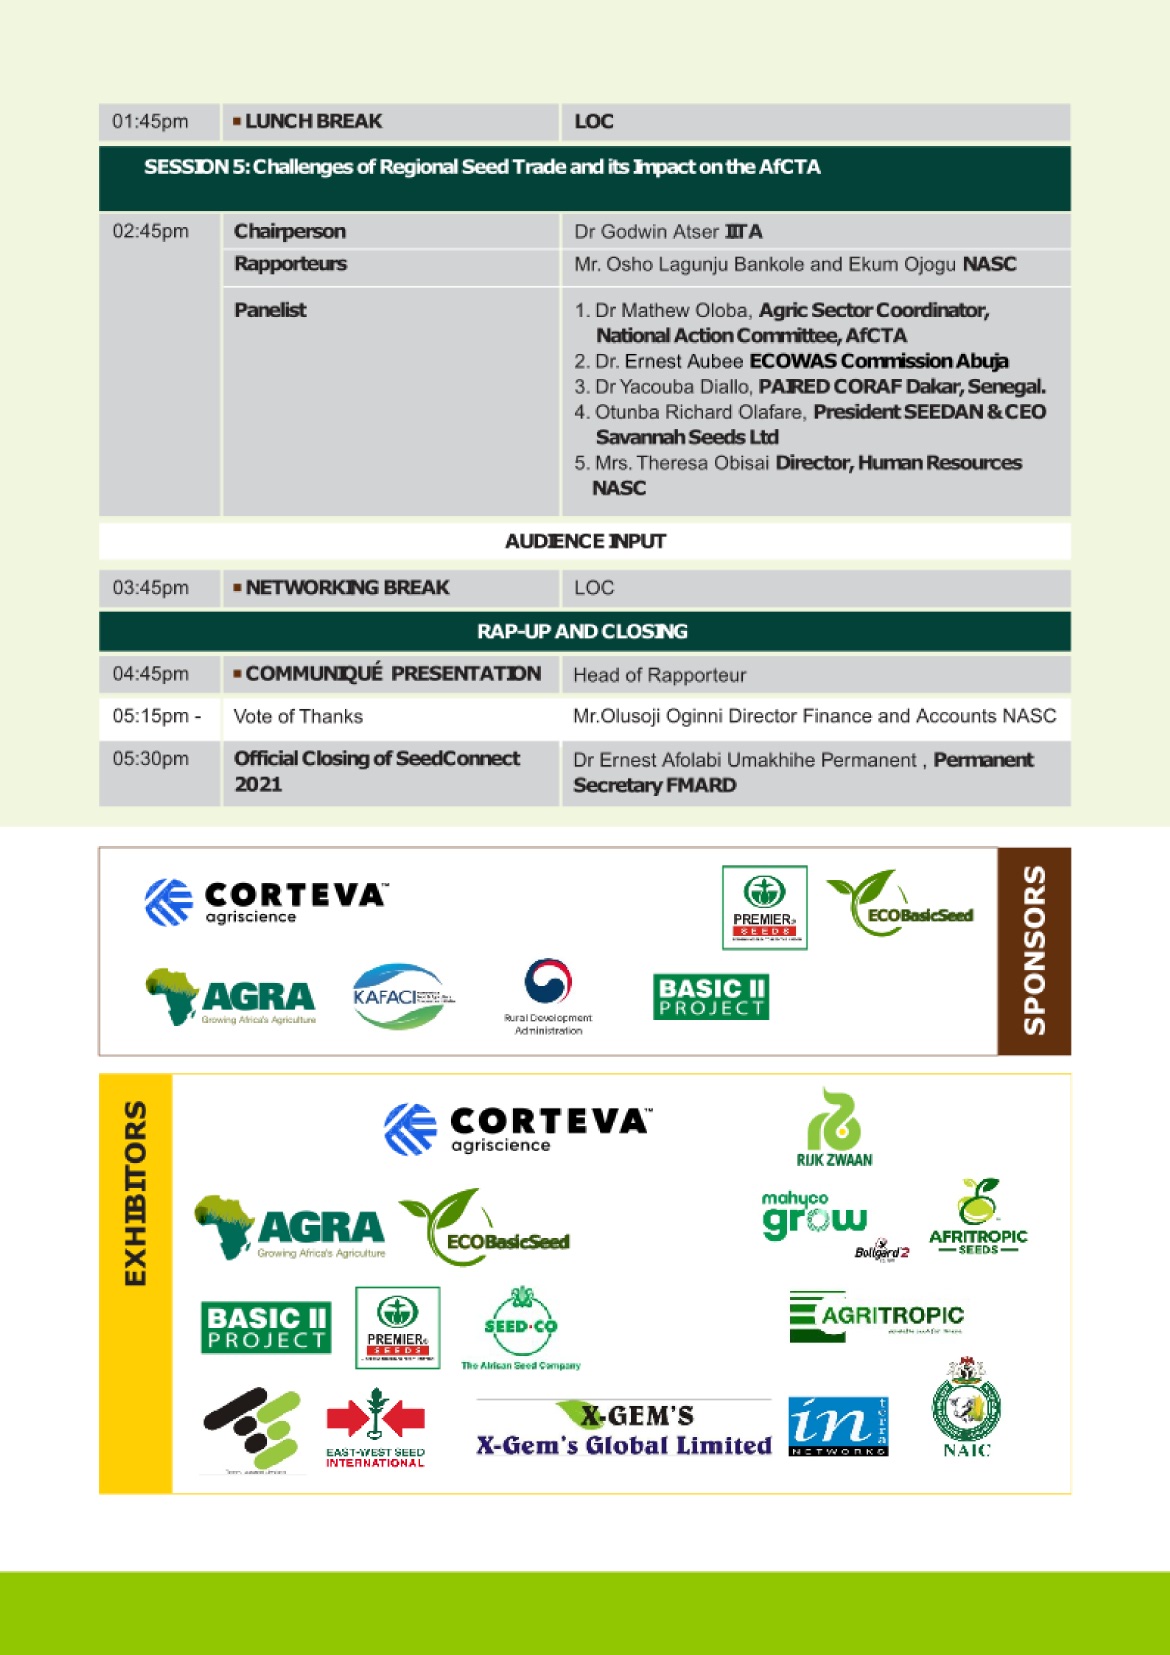 01:45pm
LUNCH BREAK
LOC
SESSION 5: Challenges of Regional Seed Trade and its Impact on the AfCTA
02:45pm
Chairperson
Dr Godwin Atser IITA
Rapporteurs
Mr. Osho Lagunju Bankole and Ekum Ojogu NASC
Panelist
1. Dr Mathew Oloba, Agric Sector Coordinator,
National Action Committee, AfCTA
2. Dr. Ernest Aubee ECOWAS Commission Abuja
3. Dr Yacouba Diallo, PAIRED CORAF Dakar, Senegal.
4. Otunba Richard Olafare, President SEEDAN & CEO
Savannah Seeds Ltd
5. Mrs. Theresa Obisai Director, Human Resources
NASC
AUDIENCE INPUT
03:45pm
NETWORKING BREAK
LOC
RAP-UP AND CLOSING
04:45pm
COMMUNIQUÉ PRESENTATION
Head of Rapporteur
05:15pm -
Vote of Thanks
Mr.Olusoji Oginni Director Finance and Accounts NASC
05:30pm
Official Closing of SeedConnect
2021
Dr Ernest Afolabi Umakhihe Permanent , Permanent
Secretary FMARD
SPONSORS
CORTEVA™
agriscience
PREMIER
SEEDS
ECOBasicSeed
AGRA
Growing Africa's Agriculture
KAFACI
Rural Development
Administration
BASIC II
PROJECT
EXHIBITORS
CORTEVA™
agriscience
RIJK ZWAAN
AGRA
Growing Africa's Agriculture
ECOBasicSeed
mahyco
grow
Bollgard 2
AFRITROPIC
SEEDS
BASIC II
PROJECT
PREMIER
SEEDS
SEED·CO
The African Seed Company
AGRITROPIC
EAST-WEST SEED
INTERNATIONAL
X-GEM'S
X-Gem's Global Limited
in
terra
NETWORKS
NAIC